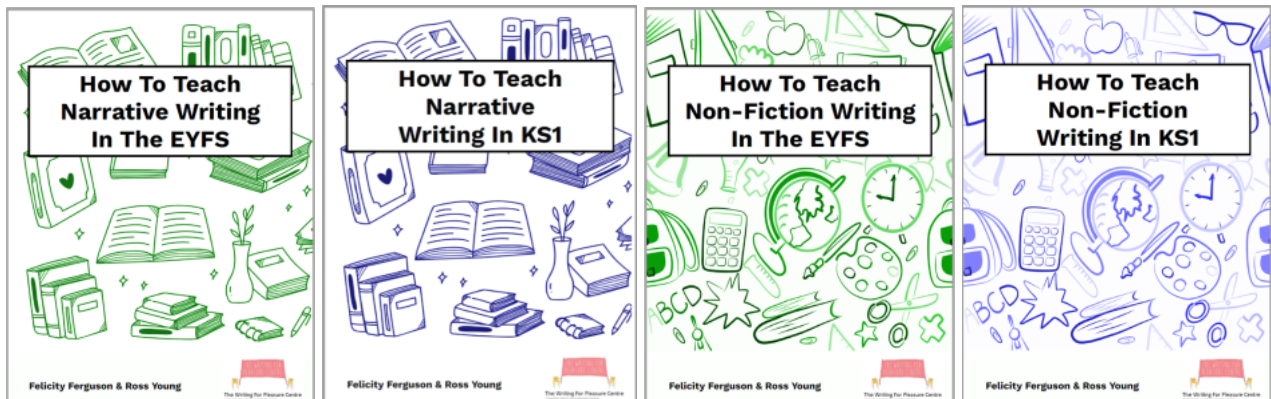 How To Teach
Narrative Writing
In The EYFS
Felicity Ferguson & Ross Young
The Writing For Pleasure Centre
How To Teach
Narrative
Writing In KS1
Felicity Ferguson & Ross Young
The Writing For Pleasure Centre
How To Teach
Non-Fiction Writing
In The EYFS
ABCD
Felicity Ferguson & Ross Young
The Writing For Pleasure Centre
How To Teach
Non-Fiction
Writing In KS1
ABCD
Felicity Ferguson & Ross Young
The Writing For Pleasure Centre